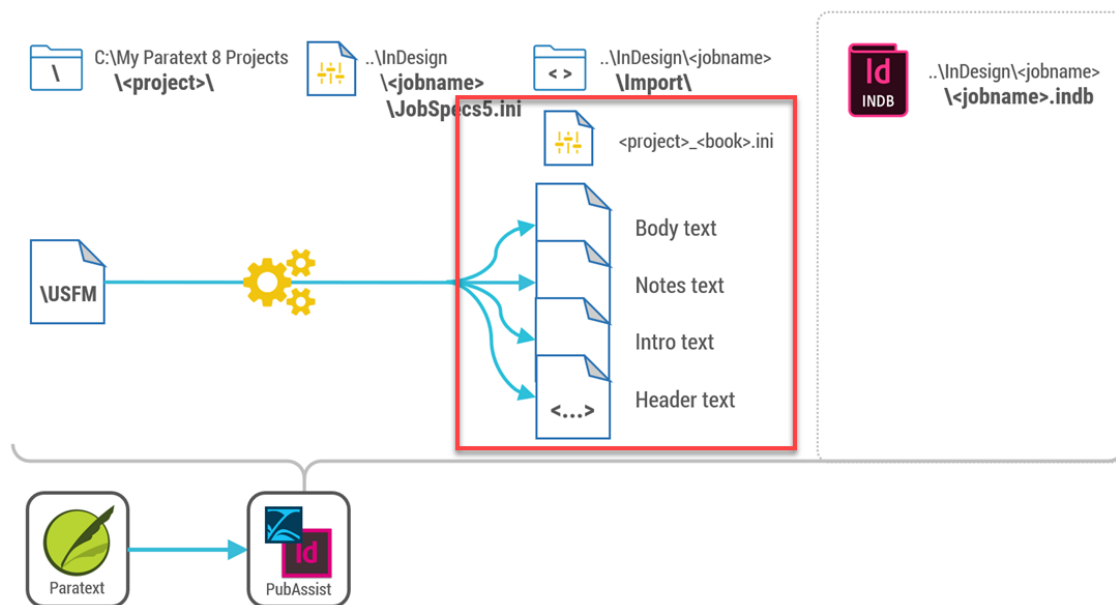 \
C:\My Paratext 8 Projects
\<project>\
..\InDesign
\<jobname>
\JobSpecs5.ini
< >
..\InDesign\<jobname>
\Import\
Id
INDB
..\InDesign\<jobname>
\<jobname>.indb
<project>_<book>.ini
Body text
\USFM
Notes text
Intro text
Header text
<...>
Paratext
Id
PubAssist